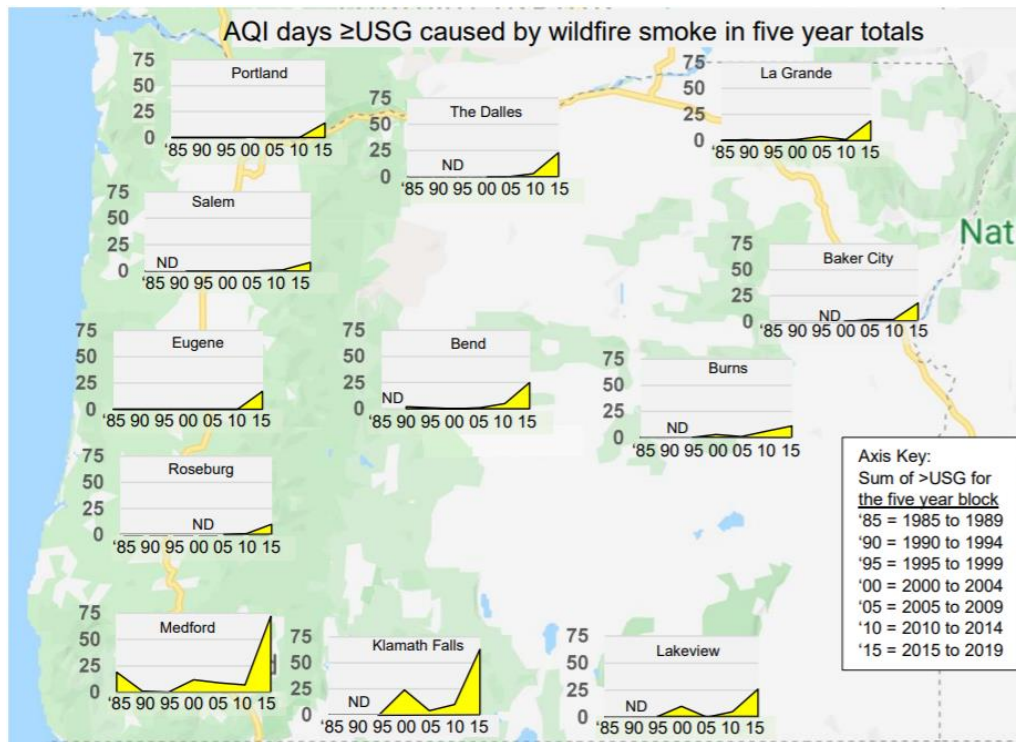 AQI days ≥USG caused by wildfire smoke in five year totals
75
50
25
0
Portland
'85 90 95 00 05 10 15
75
50
25
0
The Dalles
ND
'85 90 95 00 05 10 15
75
50
25
0
La Grande
'85 90 95 00 05 10 15
75
50
25
0
Salem
ND
'85 90 95 00 05 10 15
Nat
75
50
25
0
Baker City
ND
'85 90 95 00 05 10 15
75
50
25
0
Eugene
'85 90 95 00 05 10 15
75
50
25
0
Bend
ND
'85 90 95 00 05 10 15
75
50
25
0
Burns
ND
'85 90 95 00 05 10 15
75
50
25
0
Roseburg
ND
'85 90 95 00 05 10 15
Axis Key:
Sum of >USG for
the five year block
'85 = 1985 to 1989
'90 = 1990 to 1994
'95 = 1995 to 1999
'00 = 2000 to 2004
'05 = 2005 to 2009
'10 = 2010 to 2014
'15 = 2015 to 2019
75
50
25
0
Medford
'85 90 95 00 05 10 15
75
50
25
0
Klamath Falls
ND
'85 90 95 00 05 10 15
75
50
25
0
Lakeview
ND
'85 90 95 00 05 10 15